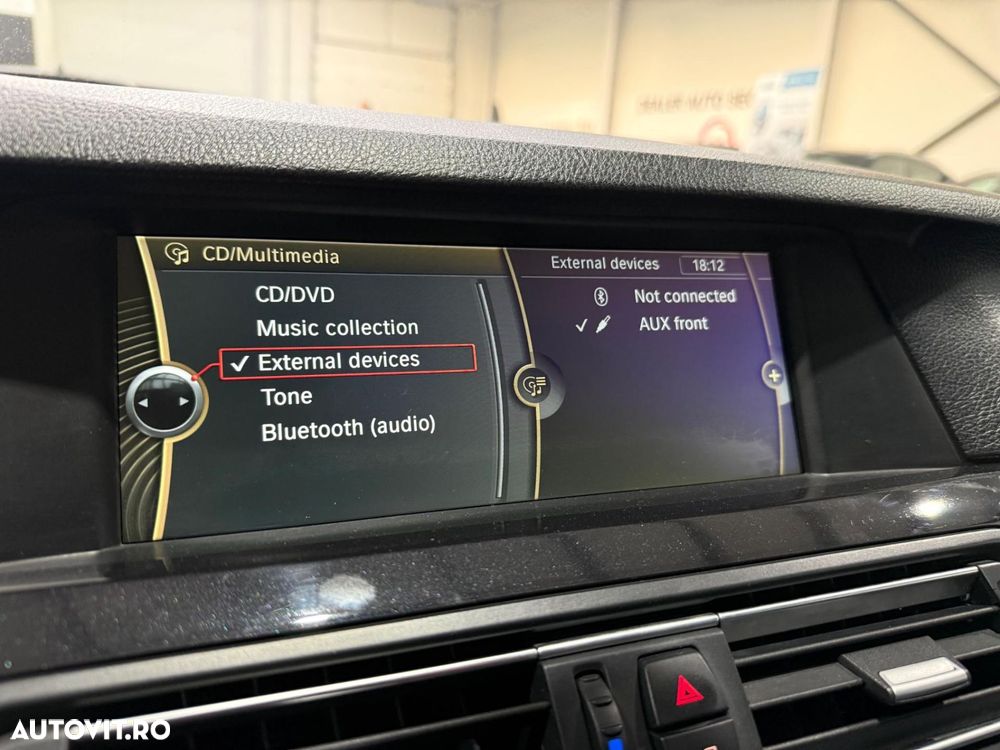 CD/Multimedia
CD/DVD
Music collection
External devices
Tone
Bluetooth (audio)
External devices 18:12
Not connected
AUX front
AUTOVIT.RO